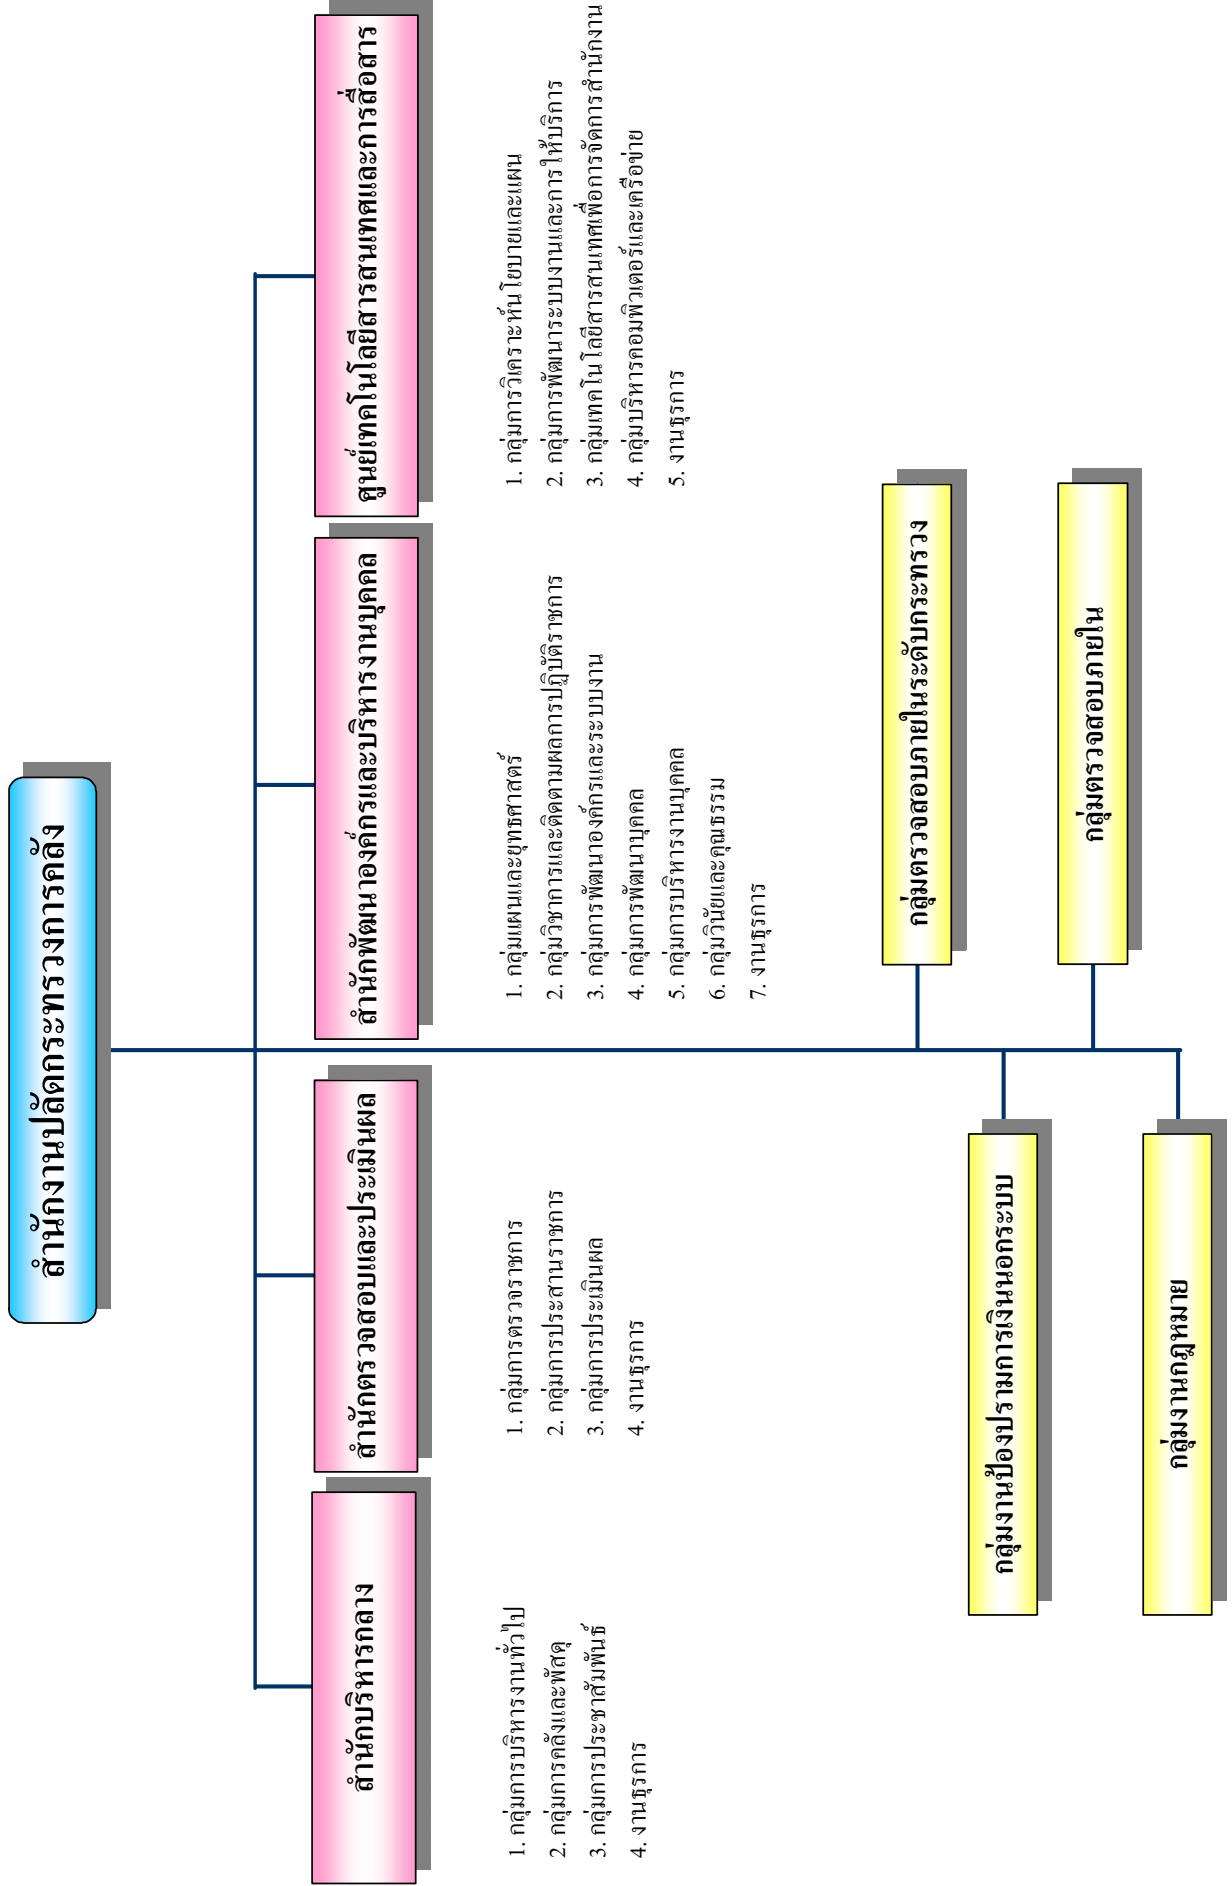 สำนักงานปลัดกระทรวงการคลัง
สำนักบริหารกลาง
1. กลุ่มการบริหารงานทั่วไป
2. กลุ่มการคลังและพัสดุ
3. กลุ่มการประชาสัมพันธ์
4. งานธุรการ
สำนักตรวจสอบและประเมินผล
1. กลุ่มการตรวจราชการ
2. กลุ่มการประสานราชการ
3. กลุ่มการประเมินผล
4. งานธุรการ
สำนักพัฒนาองค์กรและบริหารงานบุคคล
1. กลุ่มแผนและยุทธศาสตร์
2. กลุ่มวิชาการและติดตามผลการปฏิบัติราชการ
3. กลุ่มการพัฒนาองค์กรและระบบงาน
4. กลุ่มการพัฒนาบุคคล
5. กลุ่มการบริหารงานบุคคล
6. กลุ่มวินัยและคุณธรรม
7. งานธุรการ
ศูนย์เทคโนโลยีสารสนเทศและการสื่อสาร
1. กลุ่มการวิเคราะห์นโยบายและแผน
2. กลุ่มการพัฒนาระบบงานและการให้บริการ
3. กลุ่มเทคโนโลยีสารสนเทศเพื่อการจัดการสำนักงาน
4. กลุ่มบริหารคอมพิวเตอร์และเครือข่าย
5. งานธุรการ
กลุ่มตรวจสอบภายในระดับกระทรวง
กลุ่มงานป้องปรามการเงินนอกระบบ
กลุ่มตรวจสอบภายใน
กลุ่มงานกฎหมาย